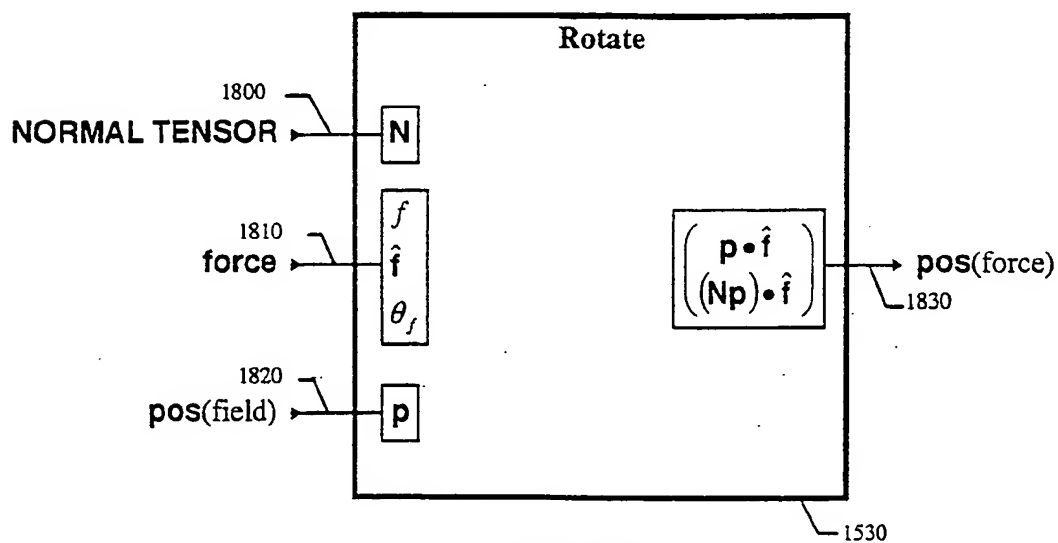 Rotate
1800
NORMAL TENSOR
N
1810
force
f
f̂
θ_f
p • f̂
(Np) • f̂
pos(force)
1830
1820
pos(field)
p
1530